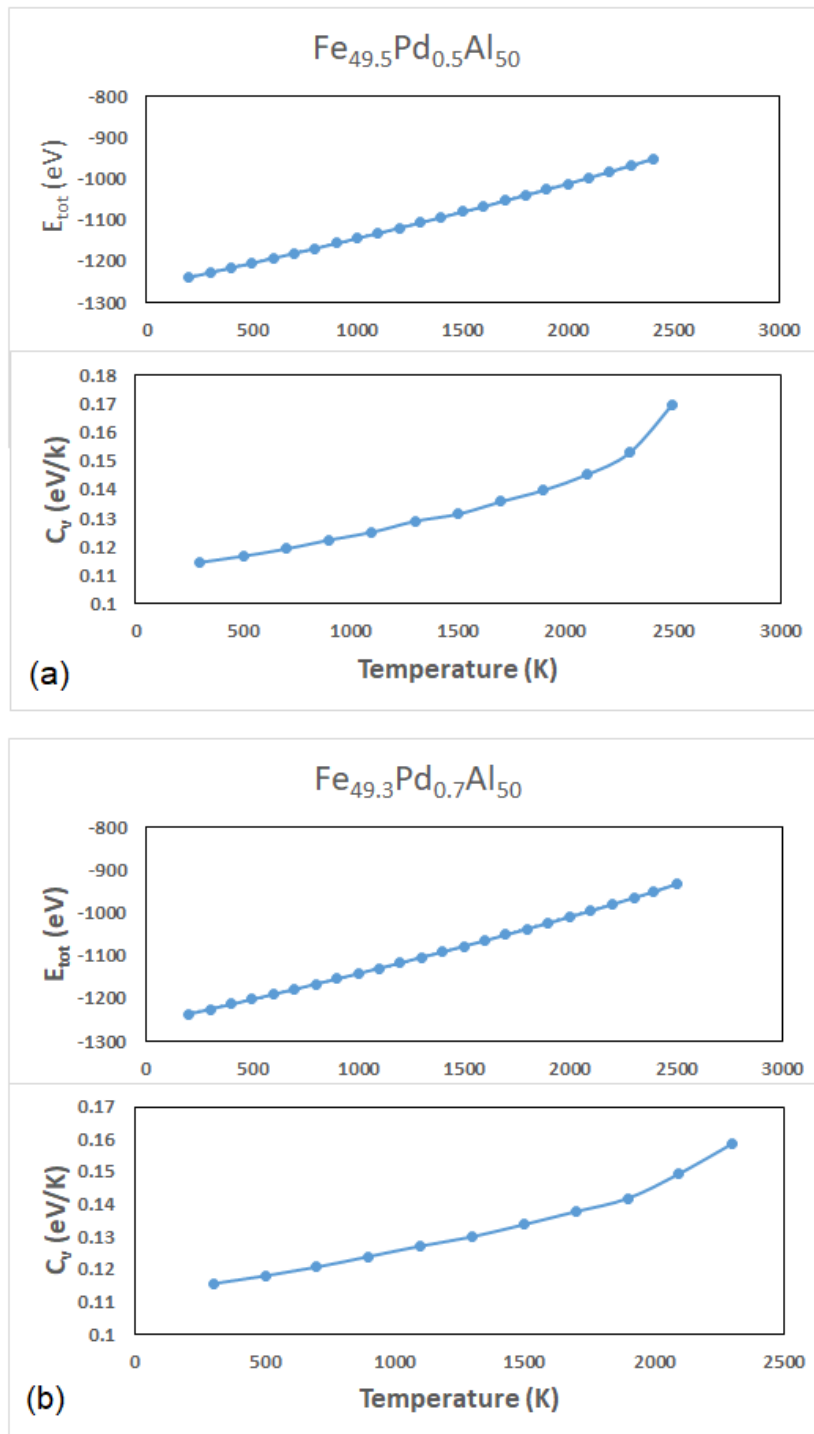 Fe49.5Pd0.5Al50
-800
-900
-1000
-1100
-1200
-1300
Etot (eV)
0 500 1000 1500 2000 2500 3000
0.18
0.17
0.16
0.15
0.14
0.13
0.12
0.11
0.1
Cv (eV/k)
0 500 1000 1500 2000 2500 3000
Temperature (K)
(a)
Fe49.3Pd0.7Al50
-800
-900
-1000
-1100
-1200
-1300
Etot (eV)
0 500 1000 1500 2000 2500 3000
0.17
0.16
0.15
0.14
0.13
0.12
0.11
0.1
Cv (eV/K)
0 500 1000 1500 2000 2500
Temperature (K)
(b)